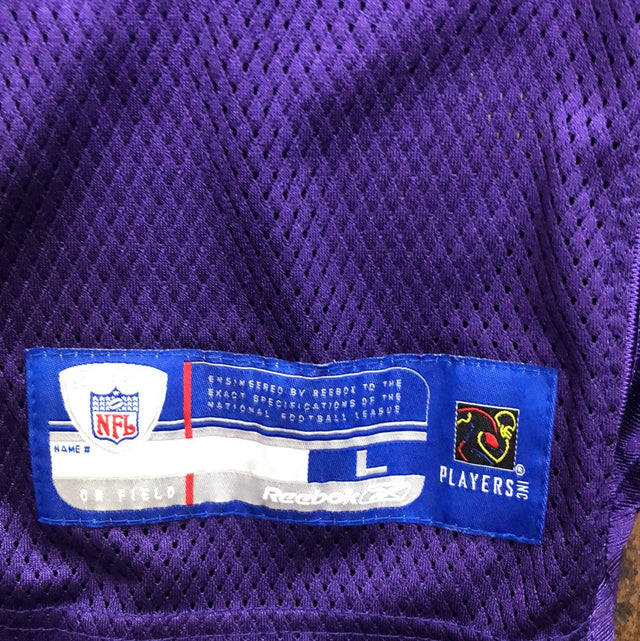 NFL
ENGINEERED BY REEBOK TO THE
EXACT SPECIFICATIONS OF THE
NATIONAL FOOTBALL LEAGUE
NAME #
L
ON FIELD
Reebok
PLAYERS INC
®